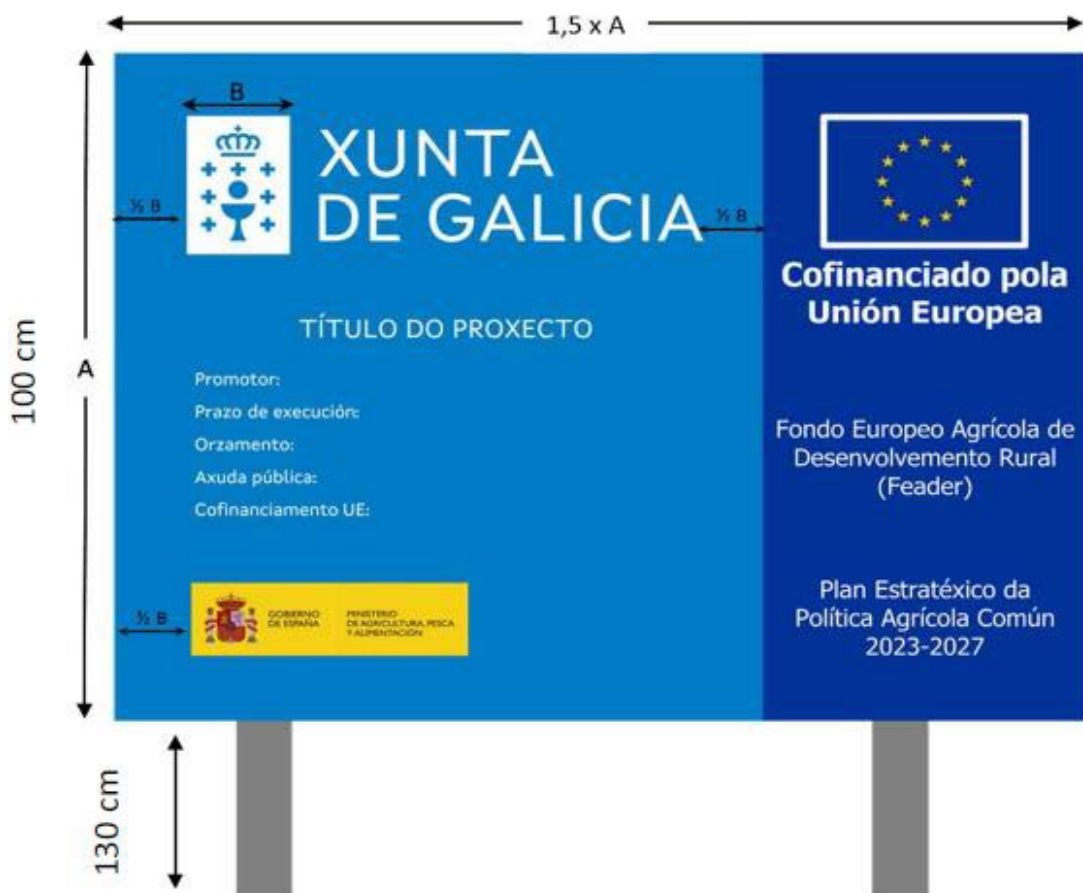 1,5 x A
B
XUNTA
DE GALICIA
½ B
½ B
TÍTULO DO PROXECTO
100 cm
A
Promotor:
Prazo de execución:
Orzamento:
Axuda pública:
Cofinanciamento UE:
½ B
GOBIERNO
DE ESPAÑA
MINISTERIO
DE AGRICULTURA, PESCA
Y ALIMENTACIÓN
Cofinanciado pola
Unión Europea
Fondo Europeo Agrícola de
Desenvolvemento Rural
(Feader)
Plan Estratéxico da
Política Agrícola Común
2023-2027
130 cm